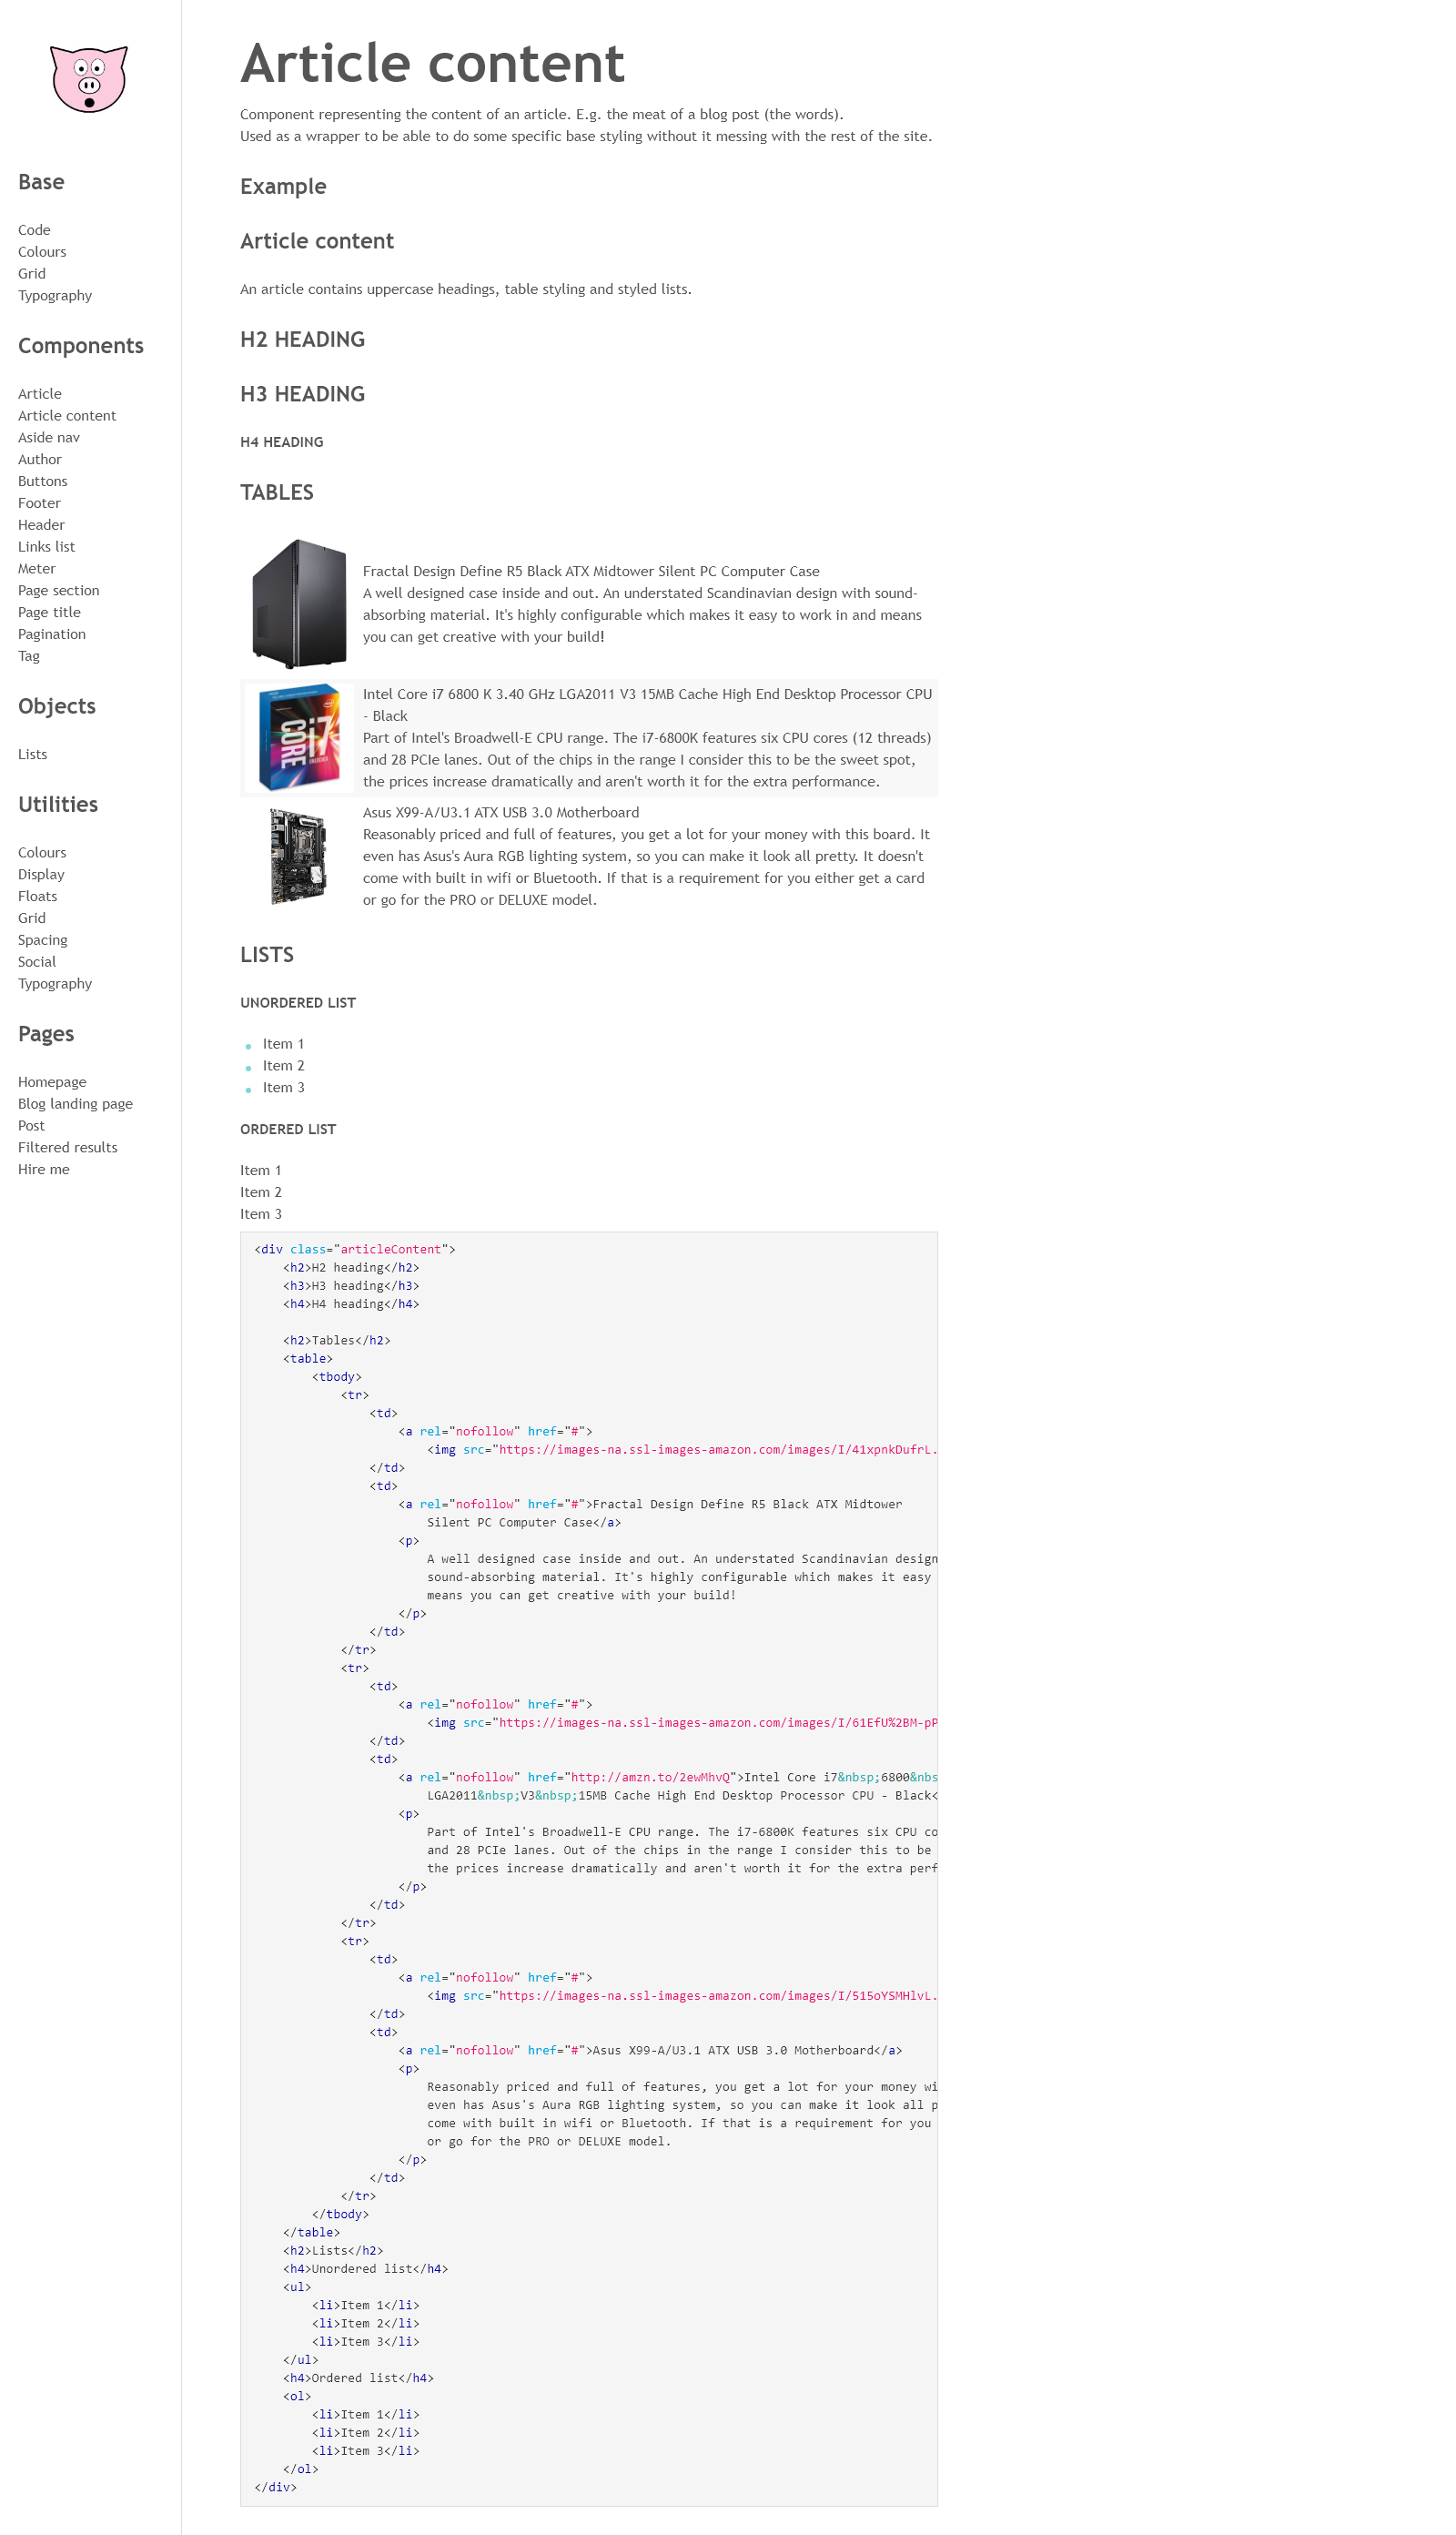 Base
Code
Colours
Grid
Typography
Components
Article
Article content
Aside nav
Author
Buttons
Footer
Header
Links list
Meter
Page section
Page title
Pagination
Tag
Objects
Lists
Utilities
Colours
Display
Floats
Grid
Spacing
Social
Typography
Pages
Homepage
Blog landing page
Post
Filtered results
Hire me
Article content
Component representing the content of an article. E.g. the meat of a blog post (the words).
Used as a wrapper to be able to do some specific base styling without it messing with the rest of the site.
Example
Article content
An article contains uppercase headings, table styling and styled lists.
H2 HEADING
H3 HEADING
H4 HEADING
TABLES
Fractal Design Define R5 Black ATX Midtower Silent PC Computer Case
A well designed case inside and out. An understated Scandinavian design with sound-
absorbing material. It's highly configurable which makes it easy to work in and means
you can get creative with your build!
CORE i7
Intel Core i7 6800 K 3.40 GHz LGA2011 V3 15MB Cache High End Desktop Processor CPU
- Black
Part of Intel's Broadwell-E CPU range. The i7-6800K features six CPU cores (12 threads)
and 28 PCIe lanes. Out of the chips in the range I consider this to be the sweet spot,
the prices increase dramatically and aren't worth it for the extra performance.
Asus X99-A/U3.1 ATX USB 3.0 Motherboard
Reasonably priced and full of features, you get a lot for your money with this board. It
even has Asus's Aura RGB lighting system, so you can make it look all pretty. It doesn't
come with built in wifi or Bluetooth. If that is a requirement for you either get a card
or go for the PRO or DELUXE model.
LISTS
UNORDERED LIST
Item 1
Item 2
Item 3
ORDERED LIST
Item 1
Item 2
Item 3
<div class="articleContent">
    <h2>H2 heading</h2>
    <h3>H3 heading</h3>
    <h4>H4 heading</h4>
    <h2>Tables</h2>
    <table>
        <tbody>
            <tr>
                <td>
                    <a rel="nofollow" href="#">
                        <img src="https://images-na.ssl-images-amazon.com/images/I/41xpnkDufrL.
                </td>
                <td>
                    <a rel="nofollow" href="#">Fractal Design Define R5 Black ATX Midtower
                        Silent PC Computer Case</a>
                    <p>
                        A well designed case inside and out. An understated Scandinavian design
                        sound-absorbing material. It's highly configurable which makes it easy
                        means you can get creative with your build!
                    </p>
                </td>
            </tr>
            <tr>
                <td>
                    <a rel="nofollow" href="#">
                        <img src="https://images-na.ssl-images-amazon.com/images/I/61EfU%2BM-pP
                </td>
                <td>
                    <a rel="nofollow" href="http://amzn.to/2ewMhvQ">Intel Core i7&nbsp;6800&nbs
                        LGA2011&nbsp;V3&nbsp;15MB Cache High End Desktop Processor CPU - Black<
                    <p>
                        Part of Intel's Broadwell-E CPU range. The i7-6800K features six CPU co
                        and 28 PCIe lanes. Out of the chips in the range I consider this to be
                        the prices increase dramatically and aren't worth it for the extra perf
                    </p>
                </td>
            </tr>
            <tr>
                <td>
                    <a rel="nofollow" href="#">
                        <img src="https://images-na.ssl-images-amazon.com/images/I/515oYSMHlvL.
                </td>
                <td>
                    <a rel="nofollow" href="#">Asus X99-A/U3.1 ATX USB 3.0 Motherboard</a>
                    <p>
                        Reasonably priced and full of features, you get a lot for your money wi
                        even has Asus's Aura RGB lighting system, so you can make it look all p
                        come with built in wifi or Bluetooth. If that is a requirement for you
                        or go for the PRO or DELUXE model.
                    </p>
                </td>
            </tr>
        </tbody>
    </table>
    <h2>Lists</h2>
    <h4>Unordered list</h4>
    <ul>
        <li>Item 1</li>
        <li>Item 2</li>
        <li>Item 3</li>
    </ul>
    <h4>Ordered list</h4>
    <ol>
        <li>Item 1</li>
        <li>Item 2</li>
        <li>Item 3</li>
    </ol>
</div>